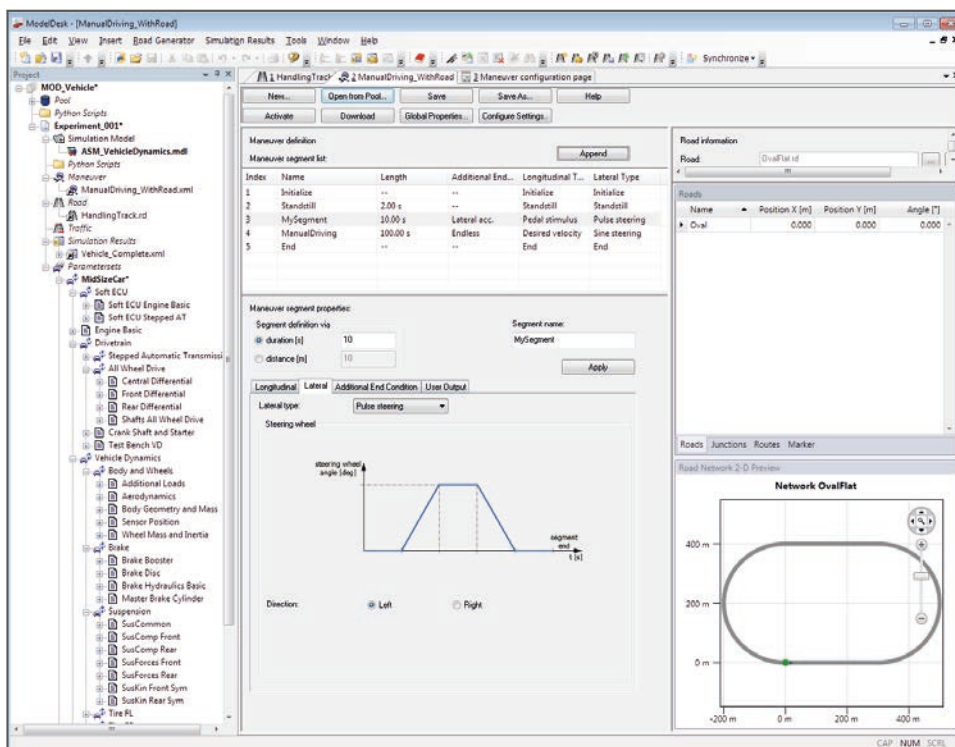 ModelDesk - [ManualDriving_WithRoad]
File Edit View Insert Road Generator Simulation Results Tools Window Help
Synchronize
Project
1 HandlingTrack 2 ManualDriving_WithRoad 3 Maneuver configuration page
MOD_Vehicle*
Pool
Python Scripts
Experiment_001*
Simulation Model
ASM_VehicleDynamics.mdl
Python Scripts
Maneuver
ManualDriving_WithRoad.xml
Road
HandlingTrack.rd
Traffic
Simulation Results
Vehicle_Complete.xml
Parametersets
MidSizeCar*
Soft ECU
Soft ECU Engine Basic
Soft ECU Stepped AT
Engine Basic
Drivetrain
Stepped Automatic Transmissi
All Wheel Drive
Central Differential
Front Differential
Rear Differential
Shafts All Wheel Drive
Crank Shaft and Starter
Test Bench VD
Vehicle Dynamics
Body and Wheels
Additional Loads
Aerodynamics
Body Geometry and Mass
Sensor Position
Wheel Mass and Inertia
Brake
Brake Booster
Brake Disc
Brake Hydraulics Basic
Master Brake Cylinder
Suspension
SusCommon
SusComp Front
SusComp Rear
SusForces Front
SusForces Rear
SusKin Front Sym
SusKin Rear Sym
Tire FL
New... Open from Pool... Save Save As... Help
Activate Download Global Properties... Configure Settings...
Maneuver definition
Maneuver segment list: Append
Index Name Length Additional End... Longitudinal T... Lateral Type
1 Initialize -- -- Initialize Initialize
2 Standstill 2.00 s -- Standstill Standstill
3 MySegment 10.00 s Lateral acc. Pedal stimulus Pulse steering
4 ManualDriving 100.00 s Endless Desired velocity Sine steering
5 End -- -- End End
Maneuver segment properties:
Segment definition via Segment name:
duration [s] 10 MySegment
distance [m] 10
Apply
Longitudinal Lateral Additional End Condition User Output
Lateral type: Pulse steering
Steering wheel
steering wheel
angle [deg]
segment
end
t [s]
Direction: Left Right
Road information
Road: OvalFlat.rd ...
Roads
Name Position X [m] Position Y [m] Angle [°]
Oval 0.000 0.000 0.000
Roads Junctions Routes Marker
Road Network 2-D Preview
Network OvalFlat
400 m
200 m
0 m
-200 m 0 m 200 m 400 m
CAP NUM SCRL